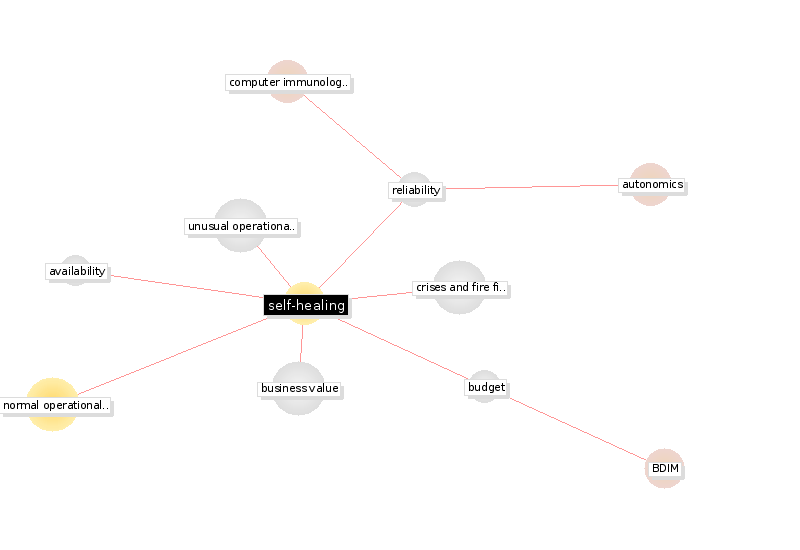 computer immunolog..
autonomics
reliability
unusual operationa..
availability
crises and fire fi..
self-healing
business value
budget
normal operational..
BDIM